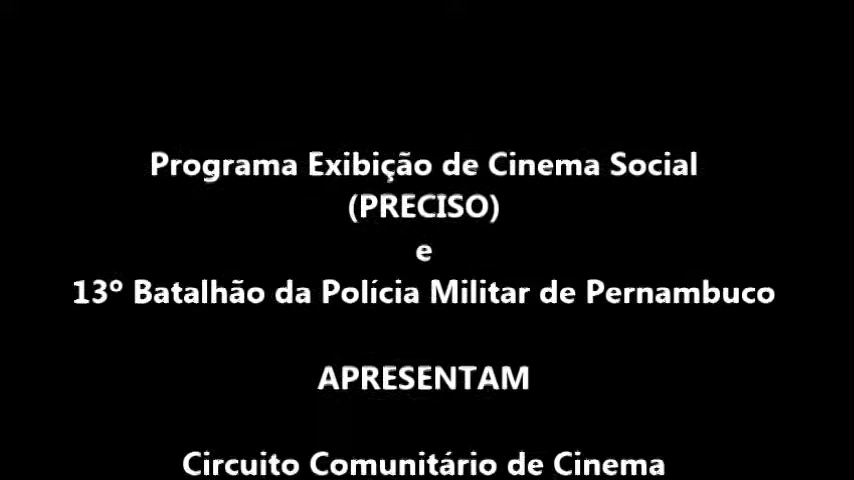 Programa Exibição de Cinema Social
(PRECISO)
e
13º Batalhão da Polícia Militar de Pernambuco
APRESENTAM
Circuito Comunitário de Cinema